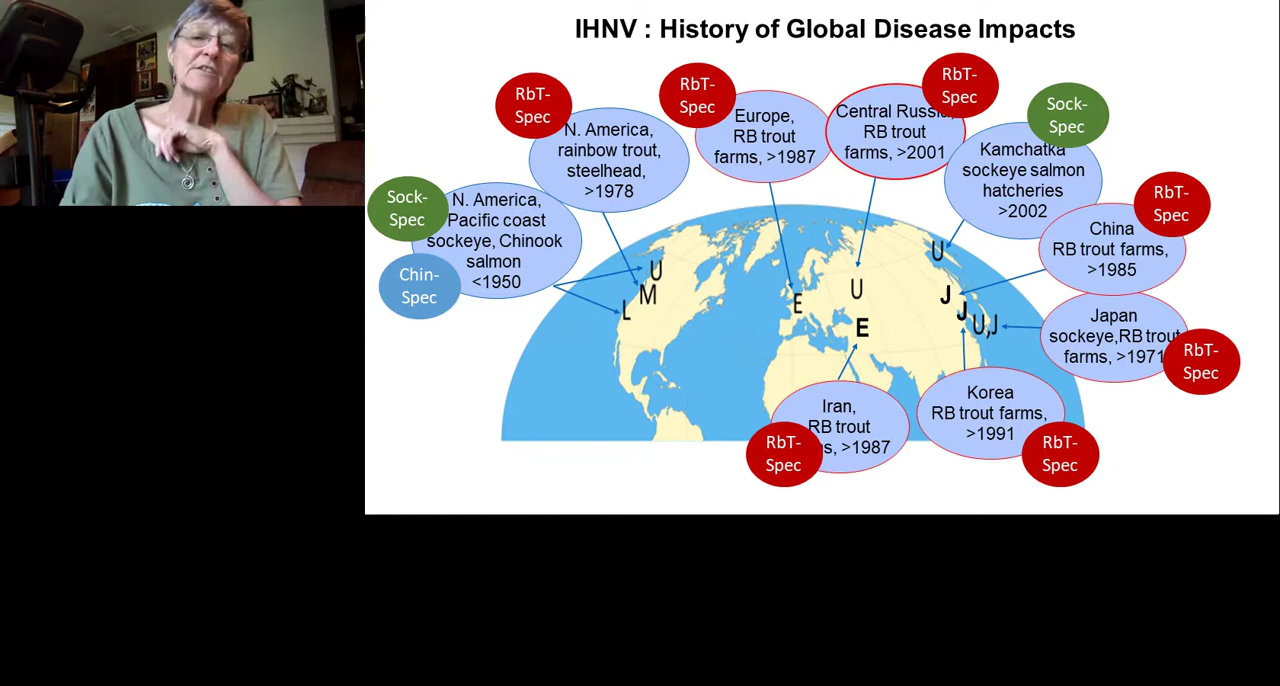 IHNV : History of Global Disease Impacts
RbT-
Spec
N. America,
rainbow trout,
steelhead,
>1978
RbT-
Spec
Europe,
RB trout
farms, >1987
RbT-
Spec
Central Russia,
RB trout
farms, >2001
Sock-
Spec
Kamchatka
sockeye salmon
hatcheries
>2002
Sock-
Spec
Chin-
Spec
N. America,
Pacific coast
sockeye, Chinook
salmon
<1950
RbT-
Spec
China
RB trout farms,
>1985
Japan
sockeye,RB trout
farms, >1971
RbT-
Spec
U
M
L
E
U
E
U
J
J
U,J
Iran,
RB trout
ms, >1987
RbT-
Spec
Korea
RB trout farms,
>1991
RbT-
Spec